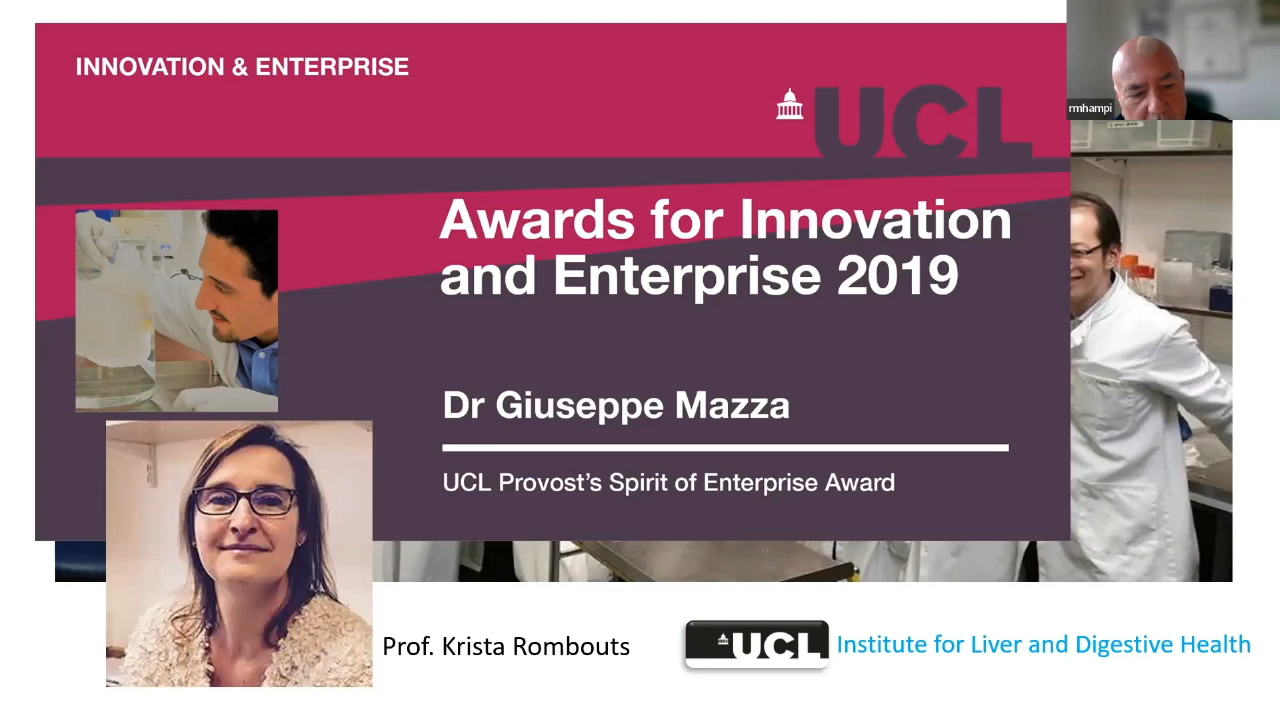 INNOVATION & ENTERPRISE
UCL
rmhampi
Awards for Innovation
and Enterprise 2019
Dr Giuseppe Mazza
UCL Provost's Spirit of Enterprise Award
Prof. Krista Rombouts
UCL
Institute for Liver and Digestive Health